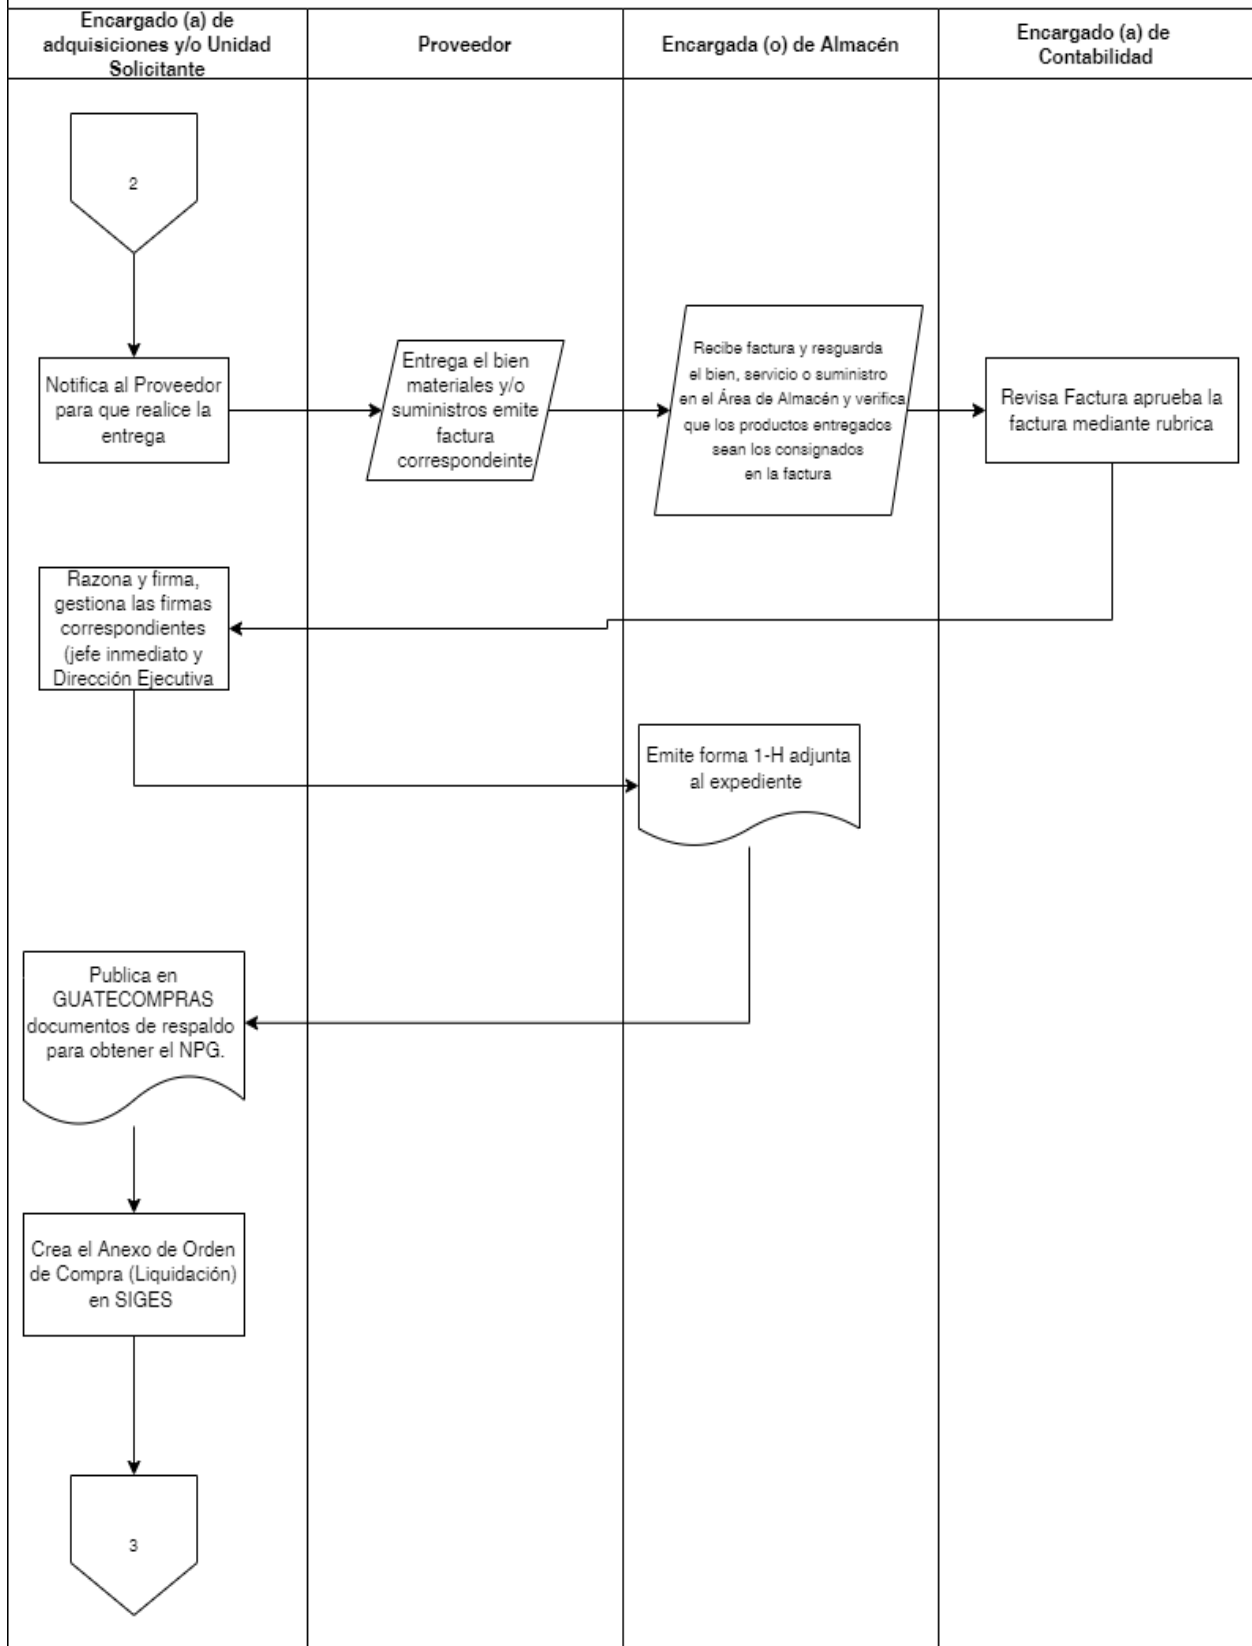 Encargado (a) de
adquisiciones y/o Unidad
Solicitante
Proveedor
Encargada (o) de Almacén
Encargado (a) de
Contabilidad
2
Notifica al Proveedor
para que realice la
entrega
Entrega el bien
materiales y/o
suministros emite
factura
correspondeinte
Recibe factura y resguarda
el bien, servicio o suministro
en el Área de Almacén y verifica
que los productos entregados
sean los consignados
en la factura
Revisa Factura aprueba la
factura mediante rubrica
Razona y firma,
gestiona las firmas
correspondientes
(jefe inmediato y
Dirección Ejecutiva
Emite forma 1-H adjunta
al expediente
Publica en
GUATECOMPRAS
documentos de respaldo
para obtener el NPG.
Crea el Anexo de Orden
de Compra (Liquidación)
en SIGES
3